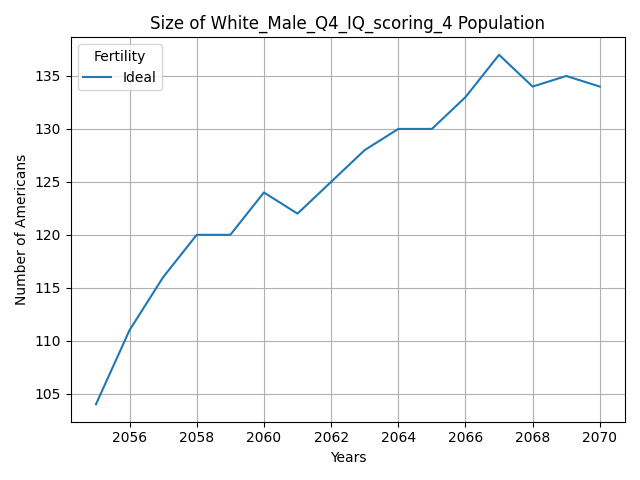 Size of White_Male_Q4_IQ_scoring_4 Population
Fertility
Ideal
135
130
125
120
115
110
105
Number of Americans
2056 2058 2060 2062 2064 2066 2068 2070
Years